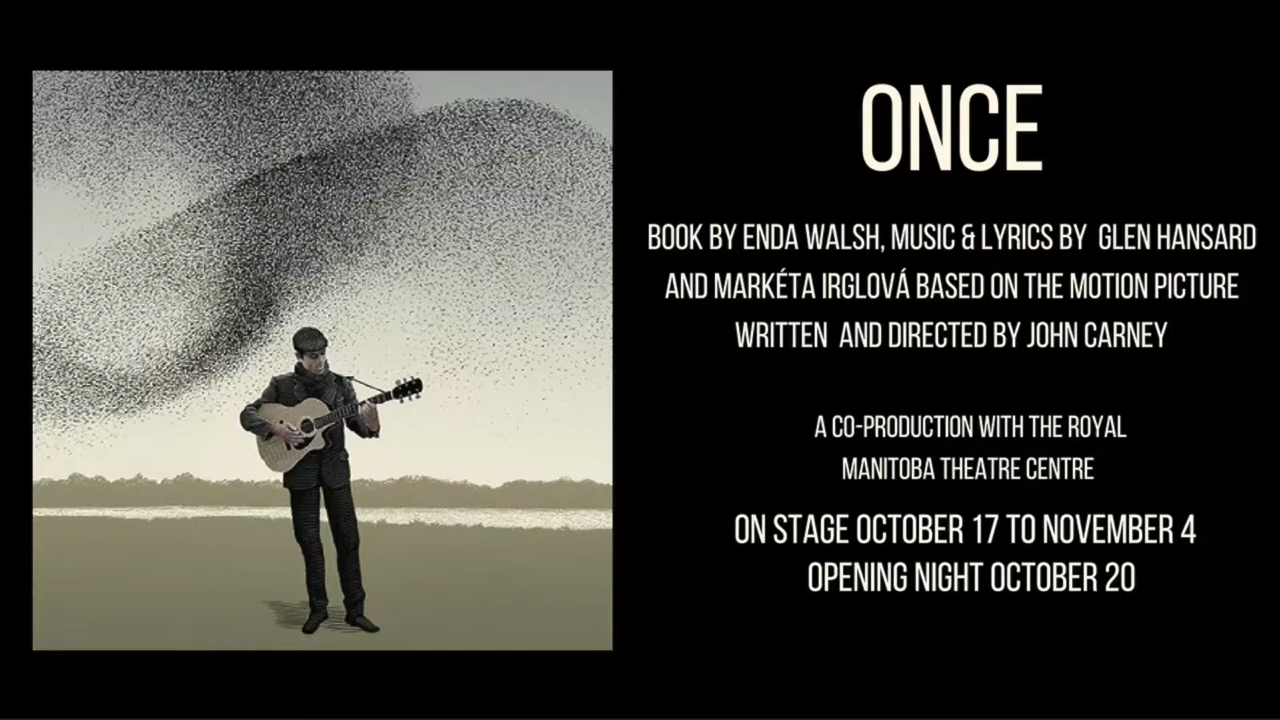 ONCE
BOOK BY ENDA WALSH, MUSIC & LYRICS BY GLEN HANSARD
AND MARKÉTA IRGLOVÁ BASED ON THE MOTION PICTURE
WRITTEN AND DIRECTED BY JOHN CARNEY
A CO-PRODUCTION WITH THE ROYAL
MANITOBA THEATRE CENTRE
ON STAGE OCTOBER 17 TO NOVEMBER 4
OPENING NIGHT OCTOBER 20